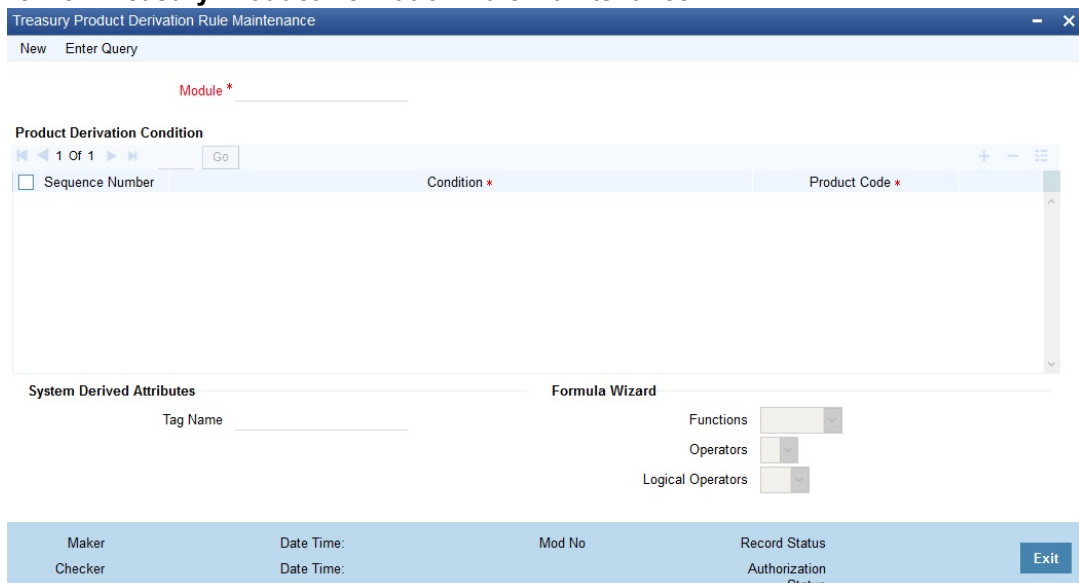 Treasury Product Derivation Rule Maintenance
New Enter Query
Module *
Product Derivation Condition
1 Of 1 Go
Sequence Number Condition * Product Code *
System Derived Attributes Formula Wizard
Tag Name Functions
Operators
Logical Operators
Maker Date Time: Mod No Record Status
Checker Date Time: Authorization
Exit